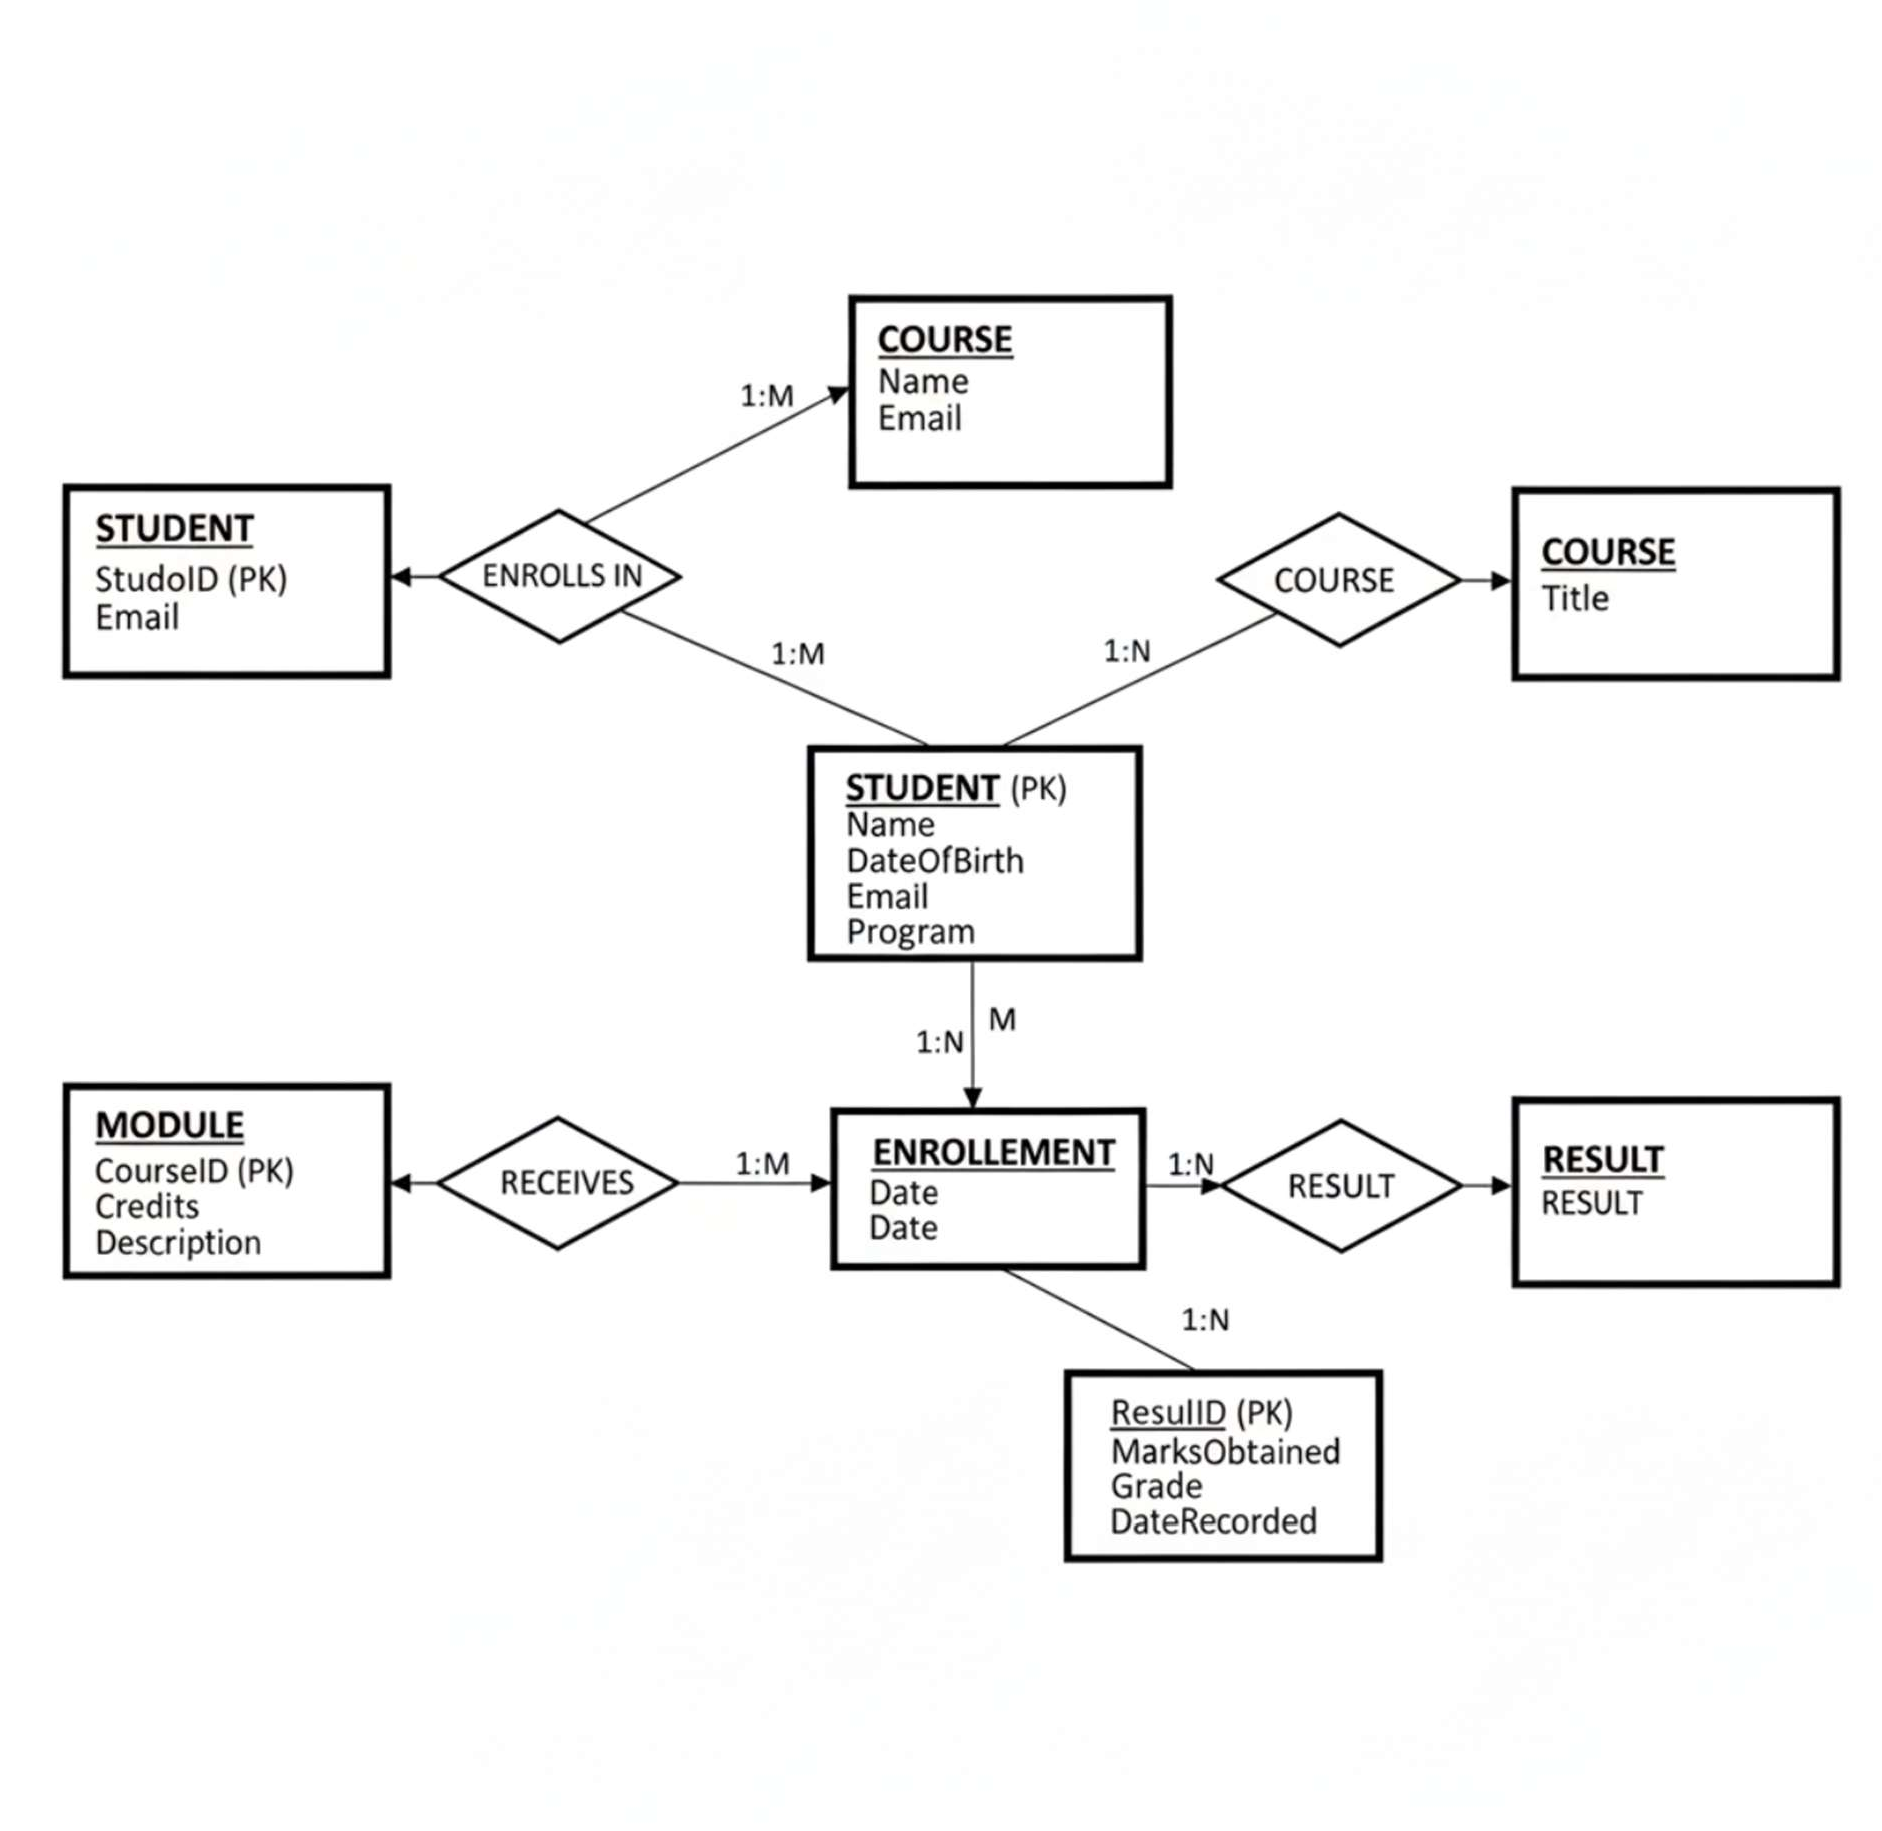 COURSE
Name
Email
1:M
STUDENT
StudoID (PK)
Email
ENROLLS IN
COURSE
COURSE
Title
1:M
1:N
STUDENT (PK)
Name
DateOfBirth
Email
Program
M
1:N
MODULE
CourseID (PK)
Credits
Description
RECEIVES
1:M
ENROLLEMENT
Date
Date
1:N
RESULT
RESULT
RESULT
1:N
ResulID (PK)
MarksObtained
Grade
DateRecorded